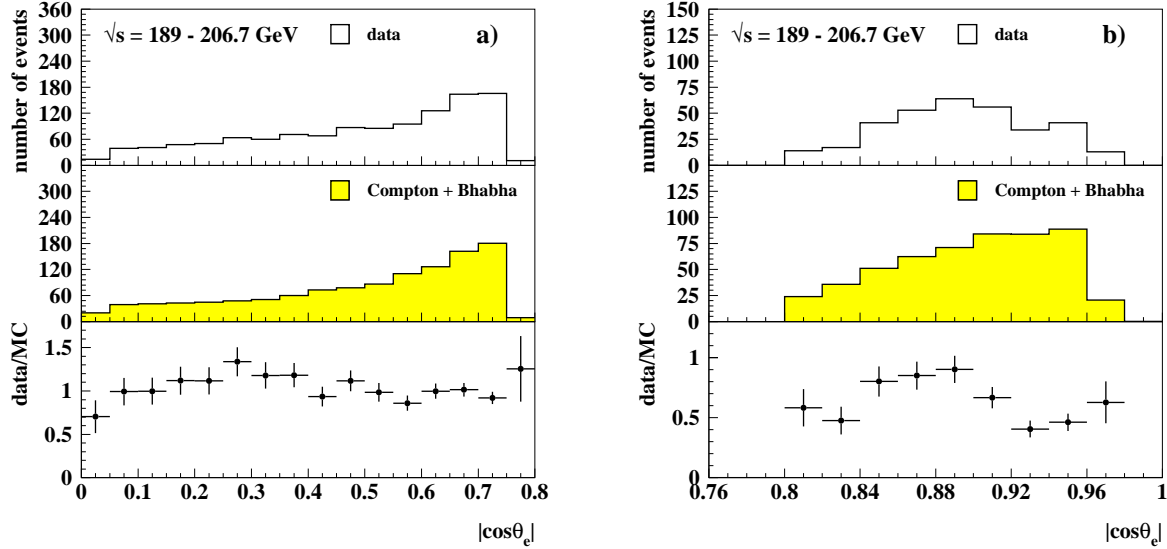 number of events
360
300
240
180
120
60
0
√s = 189 - 206.7 GeV
data
a)
300
240
180
120
60
0
Compton + Bhabha
data/MC
1.5
1
0.5
0
0 0.1 0.2 0.3 0.4 0.5 0.6 0.7 0.8
|cosθe|
number of events
150
125
100
75
50
25
0
√s = 189 - 206.7 GeV
data
b)
125
100
75
50
25
0
Compton + Bhabha
data/MC
1
0.5
0
0.76 0.8 0.84 0.88 0.92 0.96 1
|cosθe|